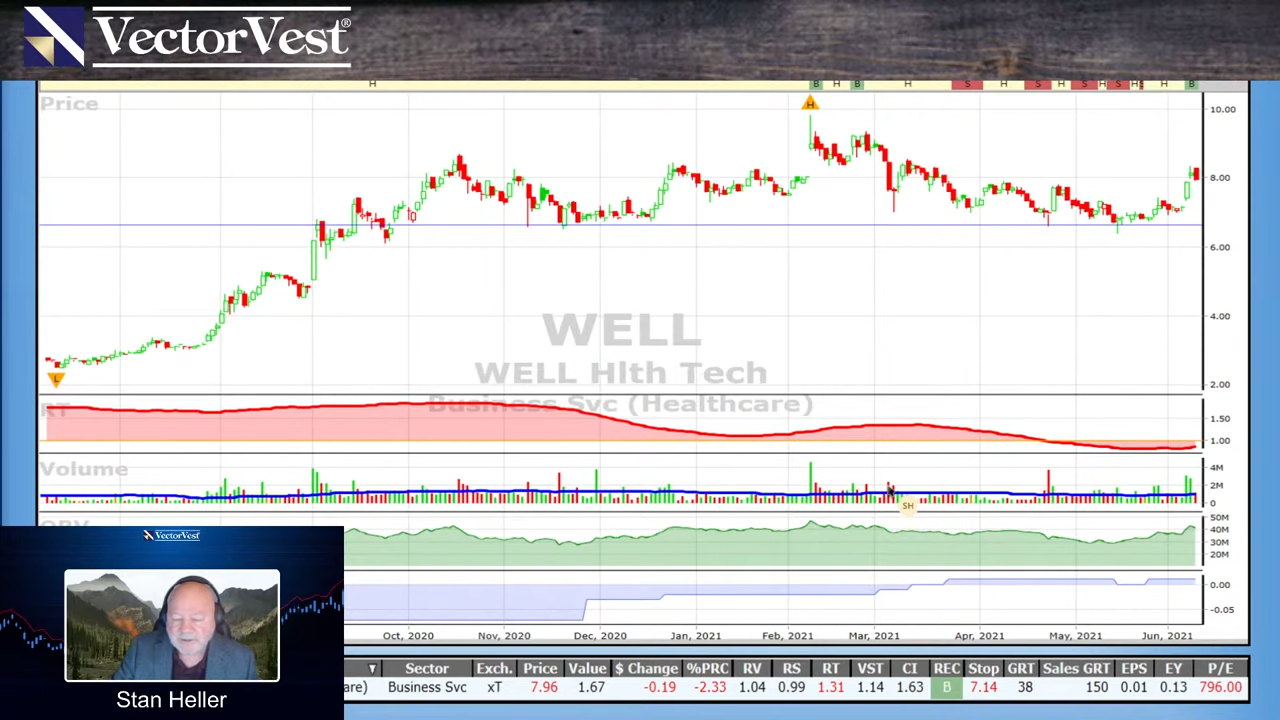 VectorVest®
H B H B H S H S H S H S H S H B
Price
H
10.00
8.00
6.00
4.00
2.00
L
WELL
WELL Hlth Tech
Business Svc (Healthcare)
RT
1.50
1.00
Volume
4M
2M
0
SH
OBV
50M
40M
30M
20M
0.00
-0.05
Oct, 2020 Nov, 2020 Dec, 2020 Jan, 2021 Feb, 2021 Mar, 2021 Apr, 2021 May, 2021 Jun, 2021
VectorVest
Stan Heller
Sector Exch. Price Value $ Change %PRC RV RS RT VST CI REC Stop GRT Sales GRT EPS EY P/E
are) Business Svc xT 7.96 1.67 -0.19 -2.33 1.04 0.99 1.31 1.14 1.63 B 7.14 38 150 0.01 0.13 796.00